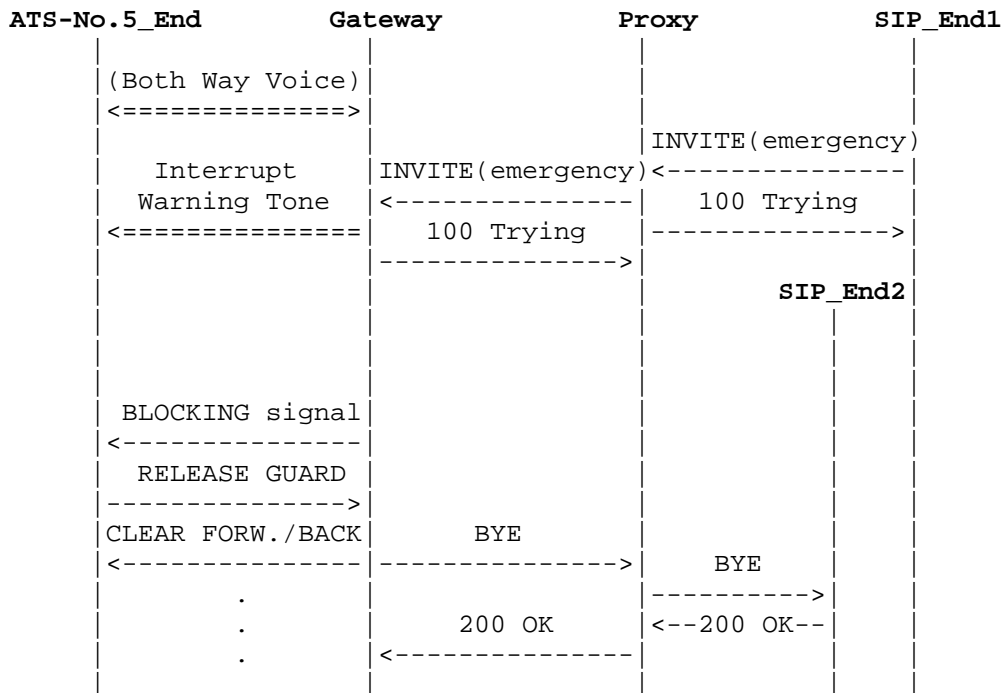 ATS-No.5_End Gateway Proxy SIP_End1
(Both Way Voice)
<==============>
INVITE(emergency)
Interrupt INVITE(emergency) <---------------
Warning Tone <--------------- 100 Trying
<=============== 100 Trying --------------->
--------------->
SIP_End2
BLOCKING signal
<---------------
RELEASE GUARD
--------------->
CLEAR FORW./BACK BYE
<--------------- ---------------> BYE
. ---------->
. 200 OK <--200 OK--
. <---------------